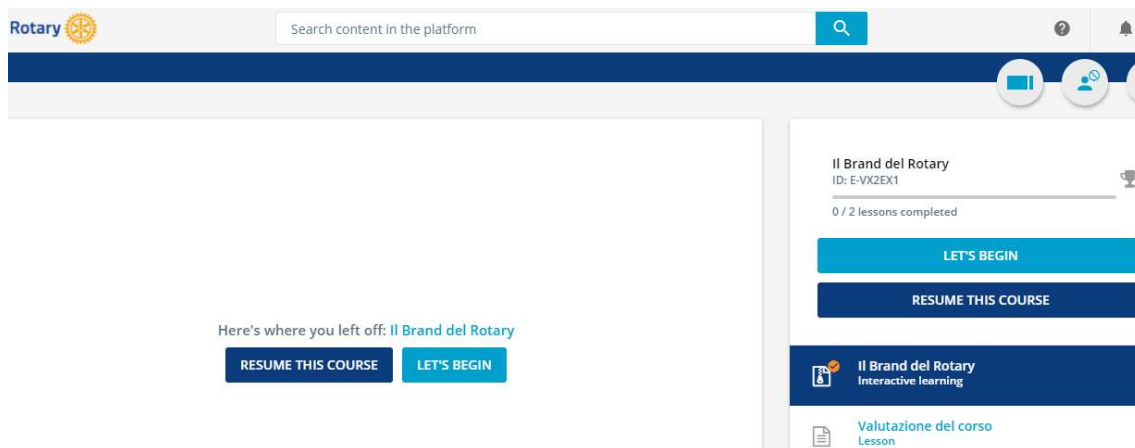 Rotary
Search content in the platform
Here's where you left off: Il Brand del Rotary
RESUME THIS COURSE
LET'S BEGIN
Il Brand del Rotary
ID: E-VX2EX1
0 / 2 lessons completed
LET'S BEGIN
RESUME THIS COURSE
Il Brand del Rotary
Interactive learning
Valutazione del corso
Lesson